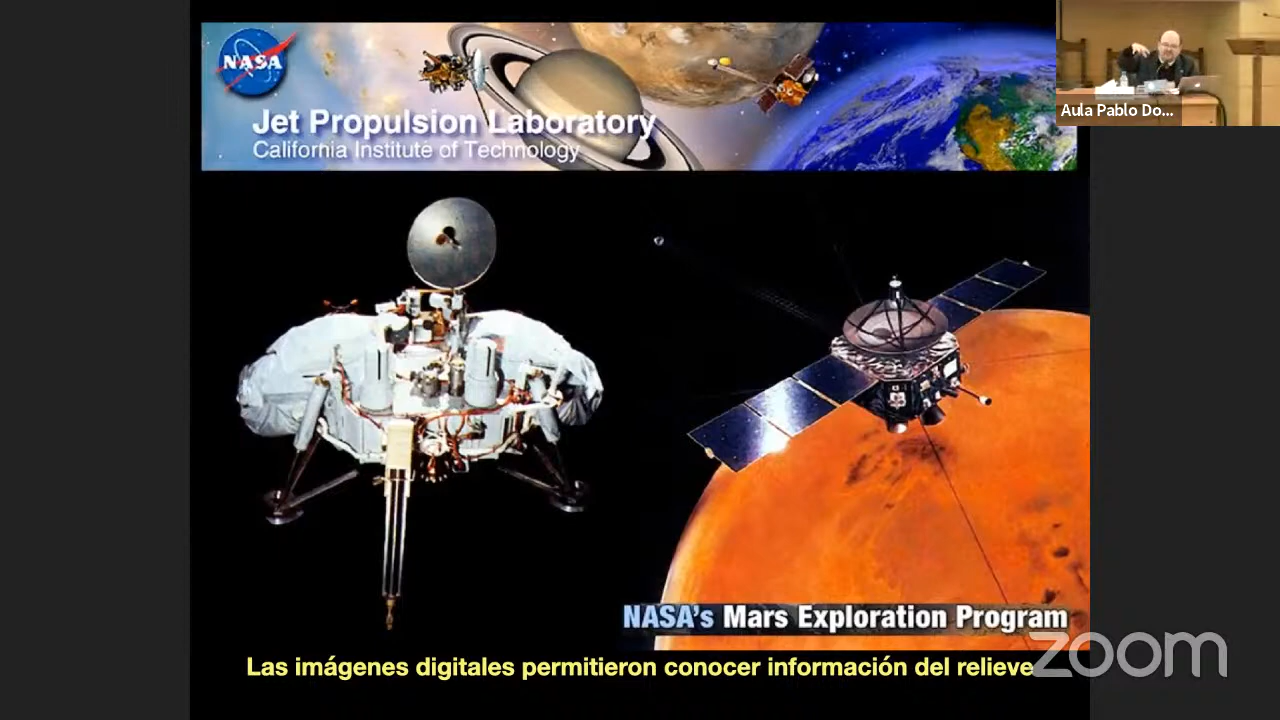 NASA
Jet Propulsion Laboratory
California Institute of Technology
Aula Pablo Do...
NASA's Mars Exploration Program
zoom
Las imágenes digitales permitieron conocer información del relieve